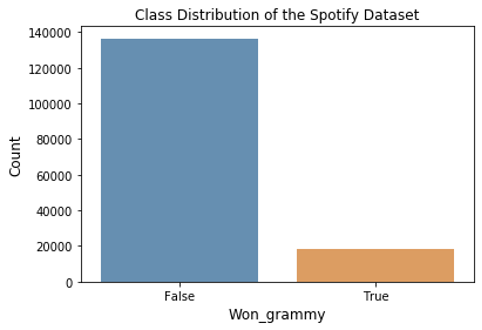 Class Distribution of the Spotify Dataset
140000
120000
100000
80000
60000
40000
20000
0
Count
False
True
Won_grammy